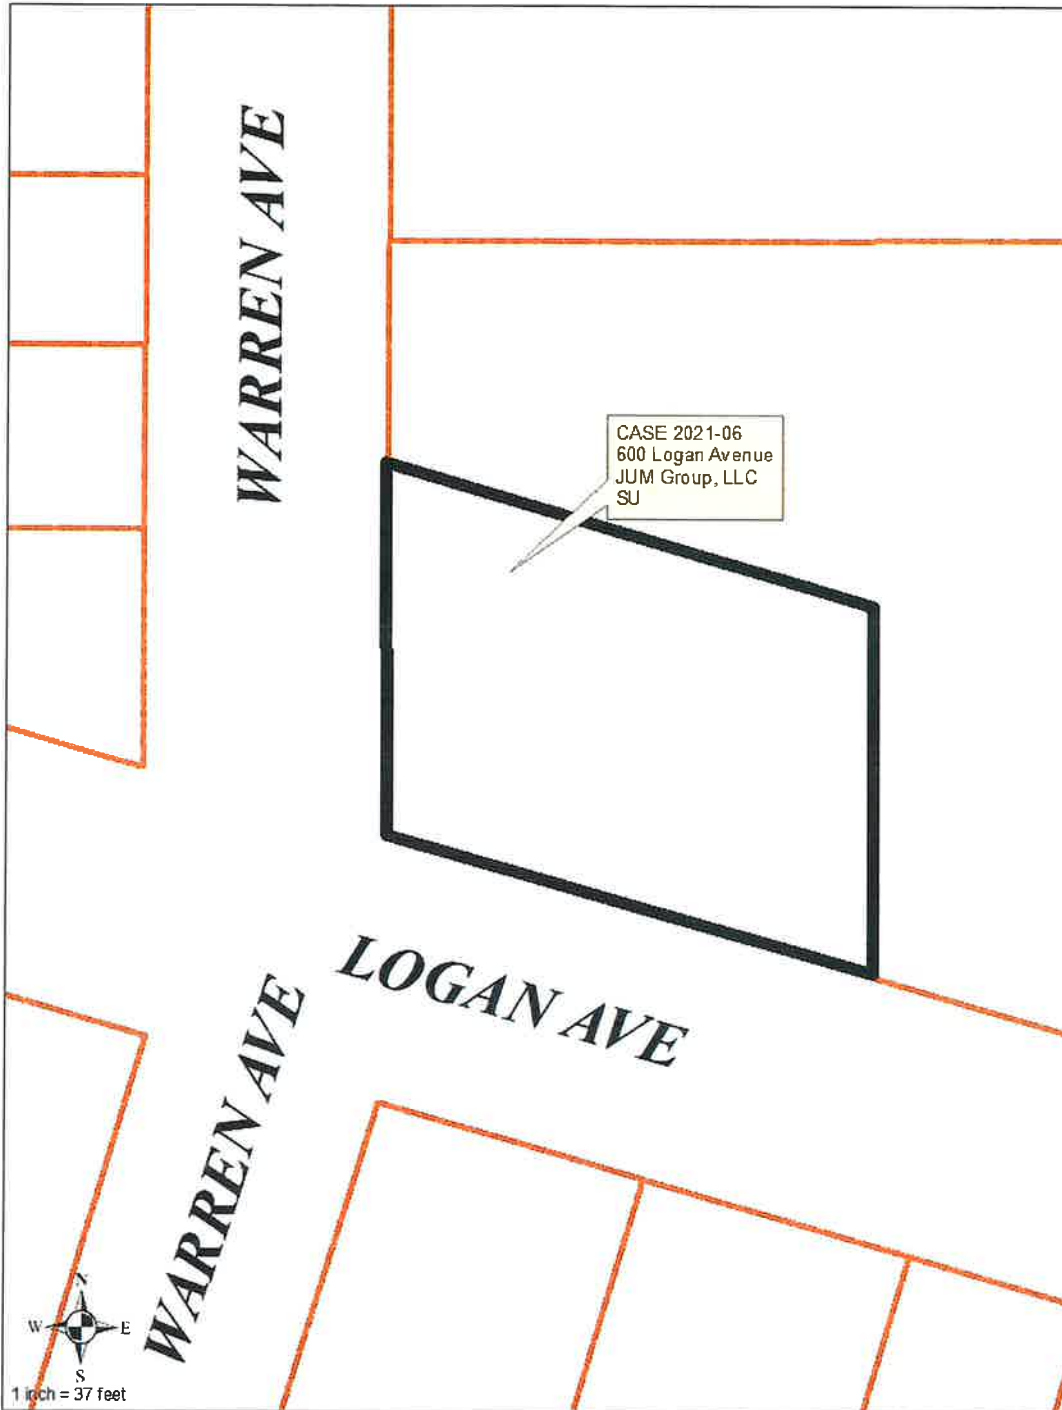 WARREN AVE
CASE 2021-06
600 Logan Avenue
JUM Group, LLC
SU
LOGAN AVE
WARREN AVE
N
W E
S
1 inch = 37 feet